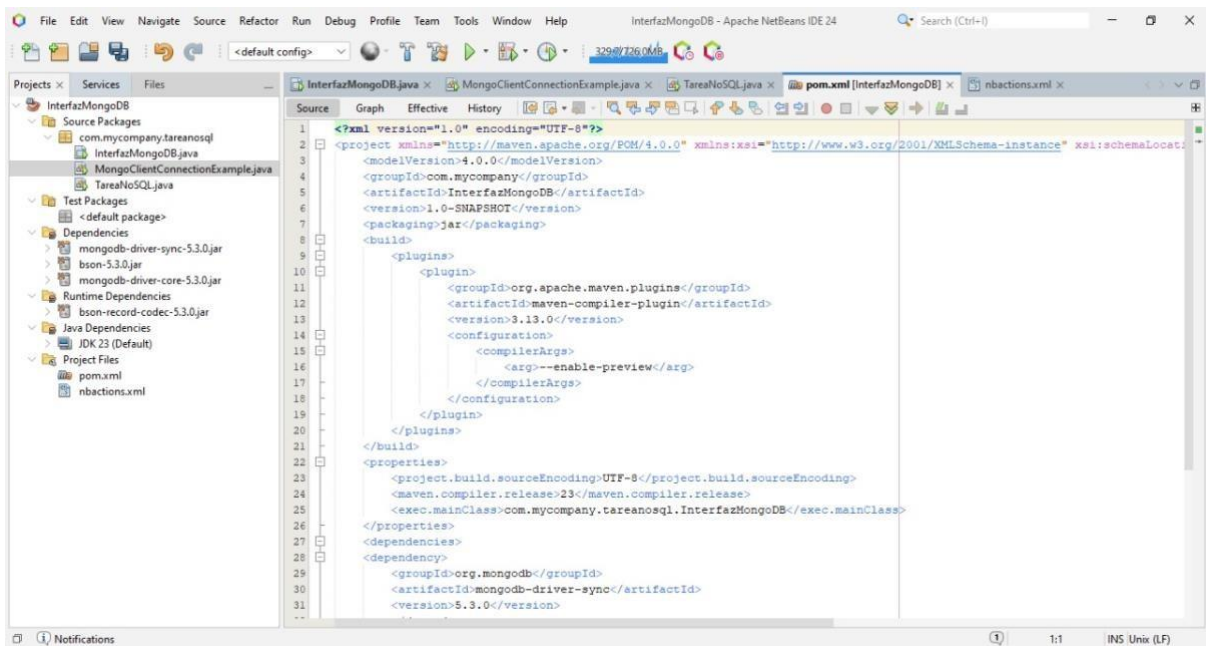 File Edit View Navigate Source Refactor Run Debug Profile Team Tools Window Help InterfazMongoDB - Apache NetBeans IDE 24 Search (Ctrl+I)
<default config> 329,9/726,0MB
Projects Services Files
InterfazMongoDB.java MongoClientConnectionExample.java TareaNoSQL.java pom.xml [InterfazMongoDB] nbactions.xml
InterfazMongoDB
Source Packages
com.mycompany.tareanosql
InterfazMongoDB.java
MongoClientConnectionExample.java
TareaNoSQL.java
Test Packages
<default package>
Dependencies
mongodb-driver-sync-5.3.0.jar
bson-5.3.0.jar
mongodb-driver-core-5.3.0.jar
Runtime Dependencies
bson-record-codec-5.3.0.jar
Java Dependencies
JDK 23 (Default)
Project Files
pom.xml
nbactions.xml
Source Graph Effective History
1 <?xml version="1.0" encoding="UTF-8"?>
2 <project xmlns="http://maven.apache.org/POM/4.0.0" xmlns:xsi="http://www.w3.org/2001/XMLSchema-instance" xsi:schemaLocati
3 <modelVersion>4.0.0</modelVersion>
4 <groupId>com.mycompany</groupId>
5 <artifactId>InterfazMongoDB</artifactId>
6 <version>1.0-SNAPSHOT</version>
7 <packaging>jar</packaging>
8 <build>
9 <plugins>
10 <plugin>
11 <groupId>org.apache.maven.plugins</groupId>
12 <artifactId>maven-compiler-plugin</artifactId>
13 <version>3.13.0</version>
14 <configuration>
15 <compilerArgs>
16 <arg>--enable-preview</arg>
17 </compilerArgs>
18 </configuration>
19 </plugin>
20 </plugins>
21 </build>
22 <properties>
23 <project.build.sourceEncoding>UTF-8</project.build.sourceEncoding>
24 <maven.compiler.release>23</maven.compiler.release>
25 <exec.mainClass>com.mycompany.tareanosql.InterfazMongoDB</exec.mainClass>
26 </properties>
27 <dependencies>
28 <dependency>
29 <groupId>org.mongodb</groupId>
30 <artifactId>mongodb-driver-sync</artifactId>
31 <version>5.3.0</version>
Notifications 1 1:1 INS Unix (LF)